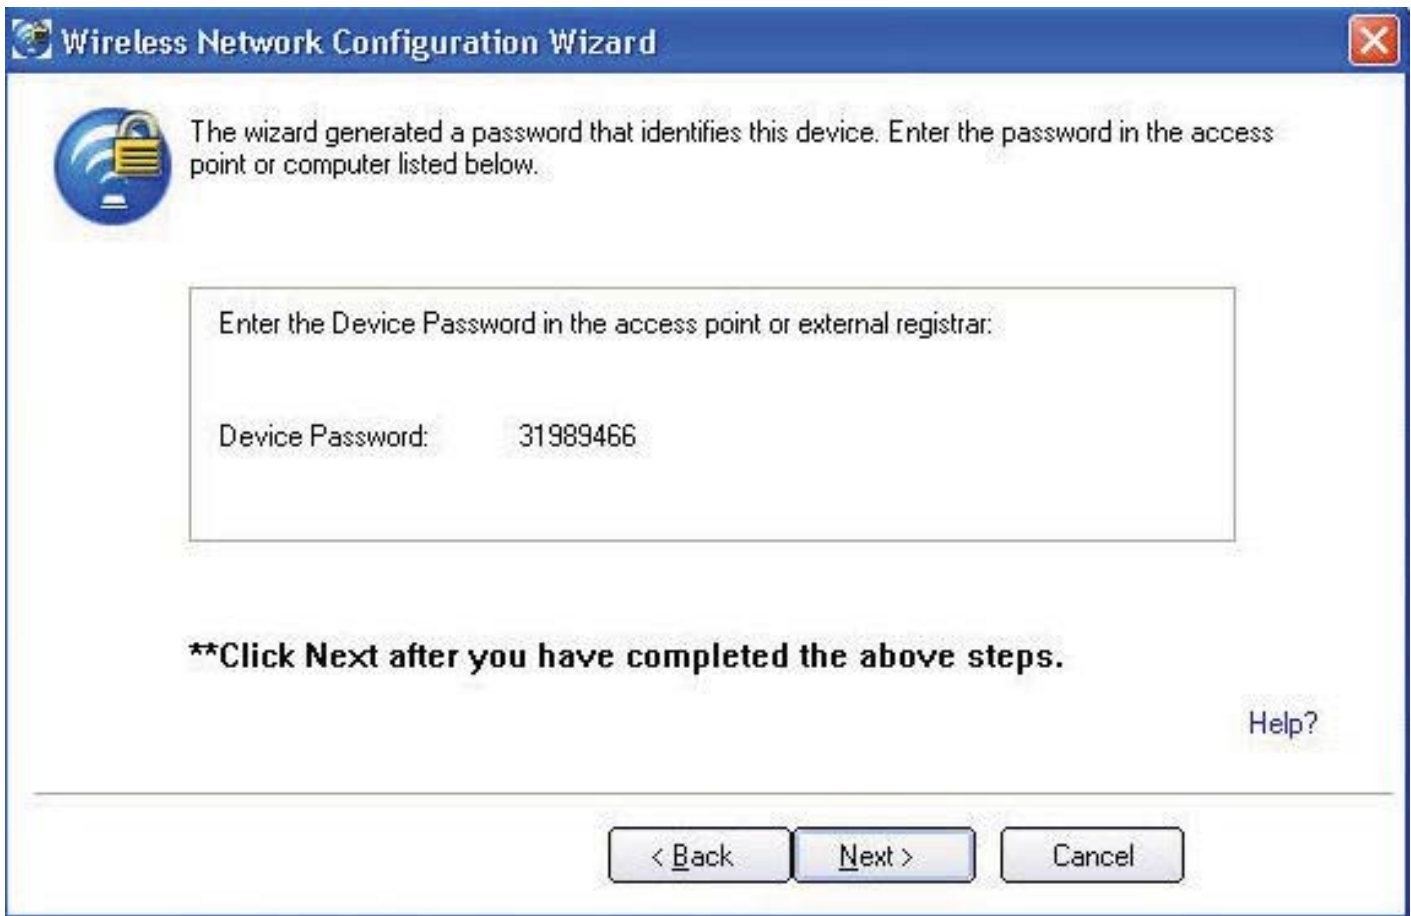 Wireless Network Configuration Wizard
The wizard generated a password that identifies this device. Enter the password in the access
point or computer listed below.
Enter the Device Password in the access point or external registrar:
Device Password: 31989466
**Click Next after you have completed the above steps.
Help?
< Back Next > Cancel